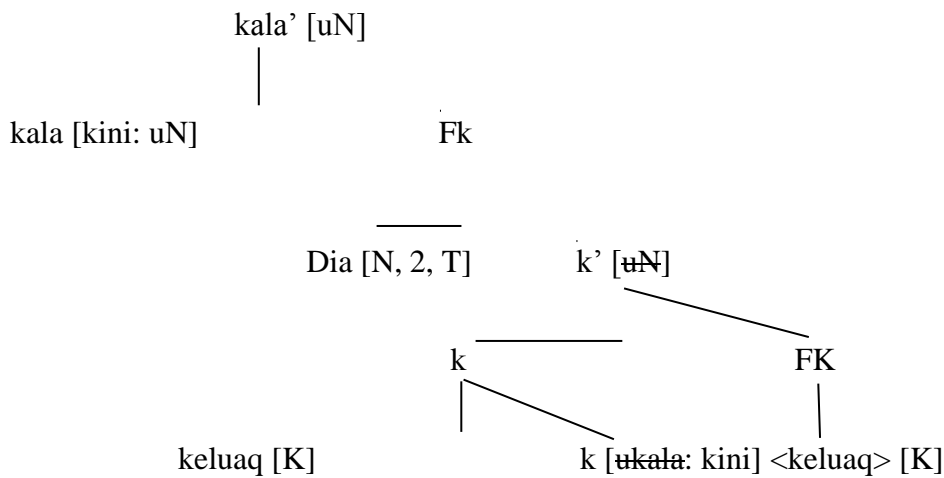 kala’ [uN]
kala [kini: uN] Fk
Dia [N, 2, T] k’ [uN]
k FK
keluaq [K] k [ukala: kini] <keluaq> [K]